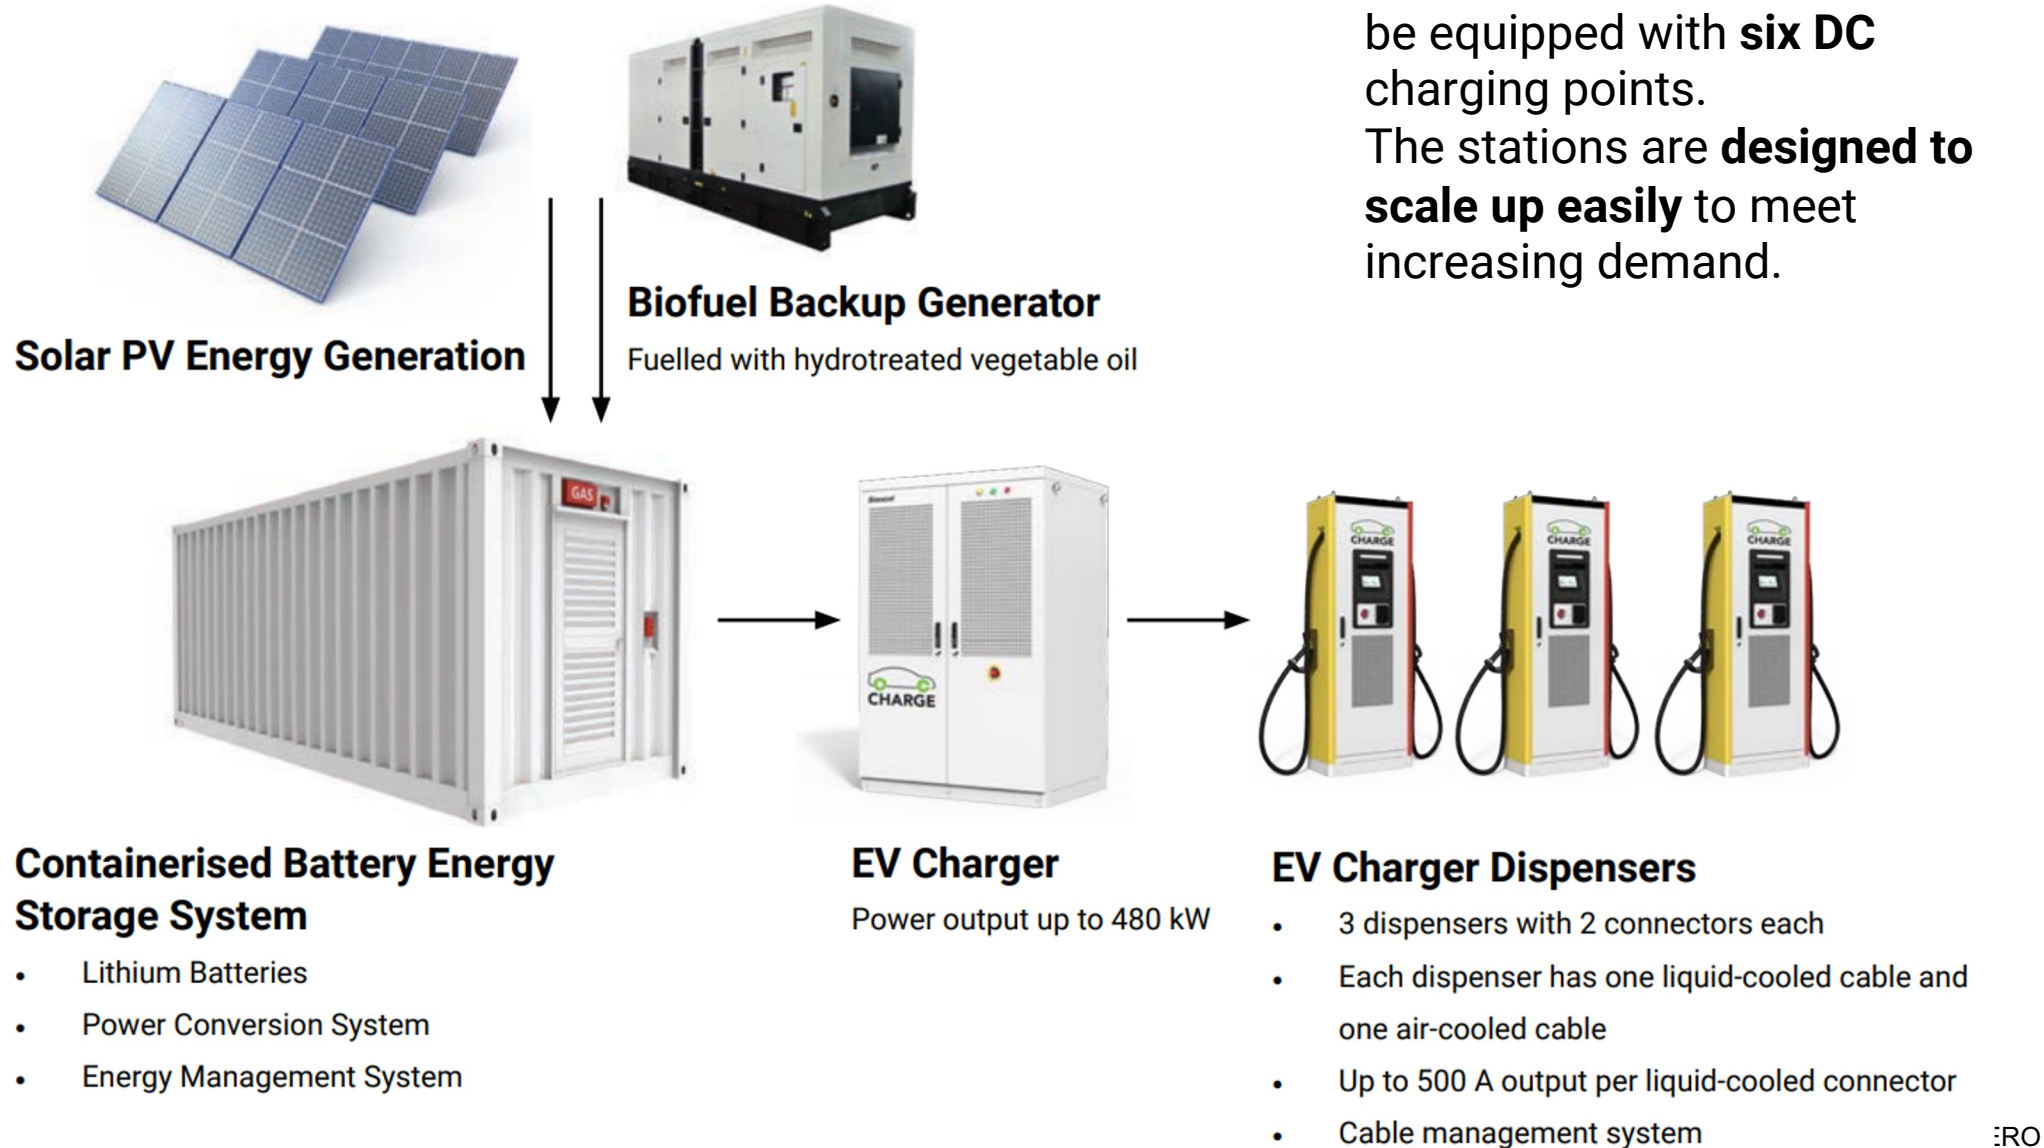 be equipped with six DC
charging points.
The stations are designed to
scale up easily to meet
increasing demand.
Biofuel Backup Generator
Fuelled with hydrotreated vegetable oil
Solar PV Energy Generation
GAS
CHARGE
CHARGE
CHARGE
CHARGE
Containerised Battery Energy
Storage System
• Lithium Batteries
• Power Conversion System
• Energy Management System
EV Charger
Power output up to 480 kW
EV Charger Dispensers
• 3 dispensers with 2 connectors each
• Each dispenser has one liquid-cooled cable and
one air-cooled cable
• Up to 500 A output per liquid-cooled connector
• Cable management system